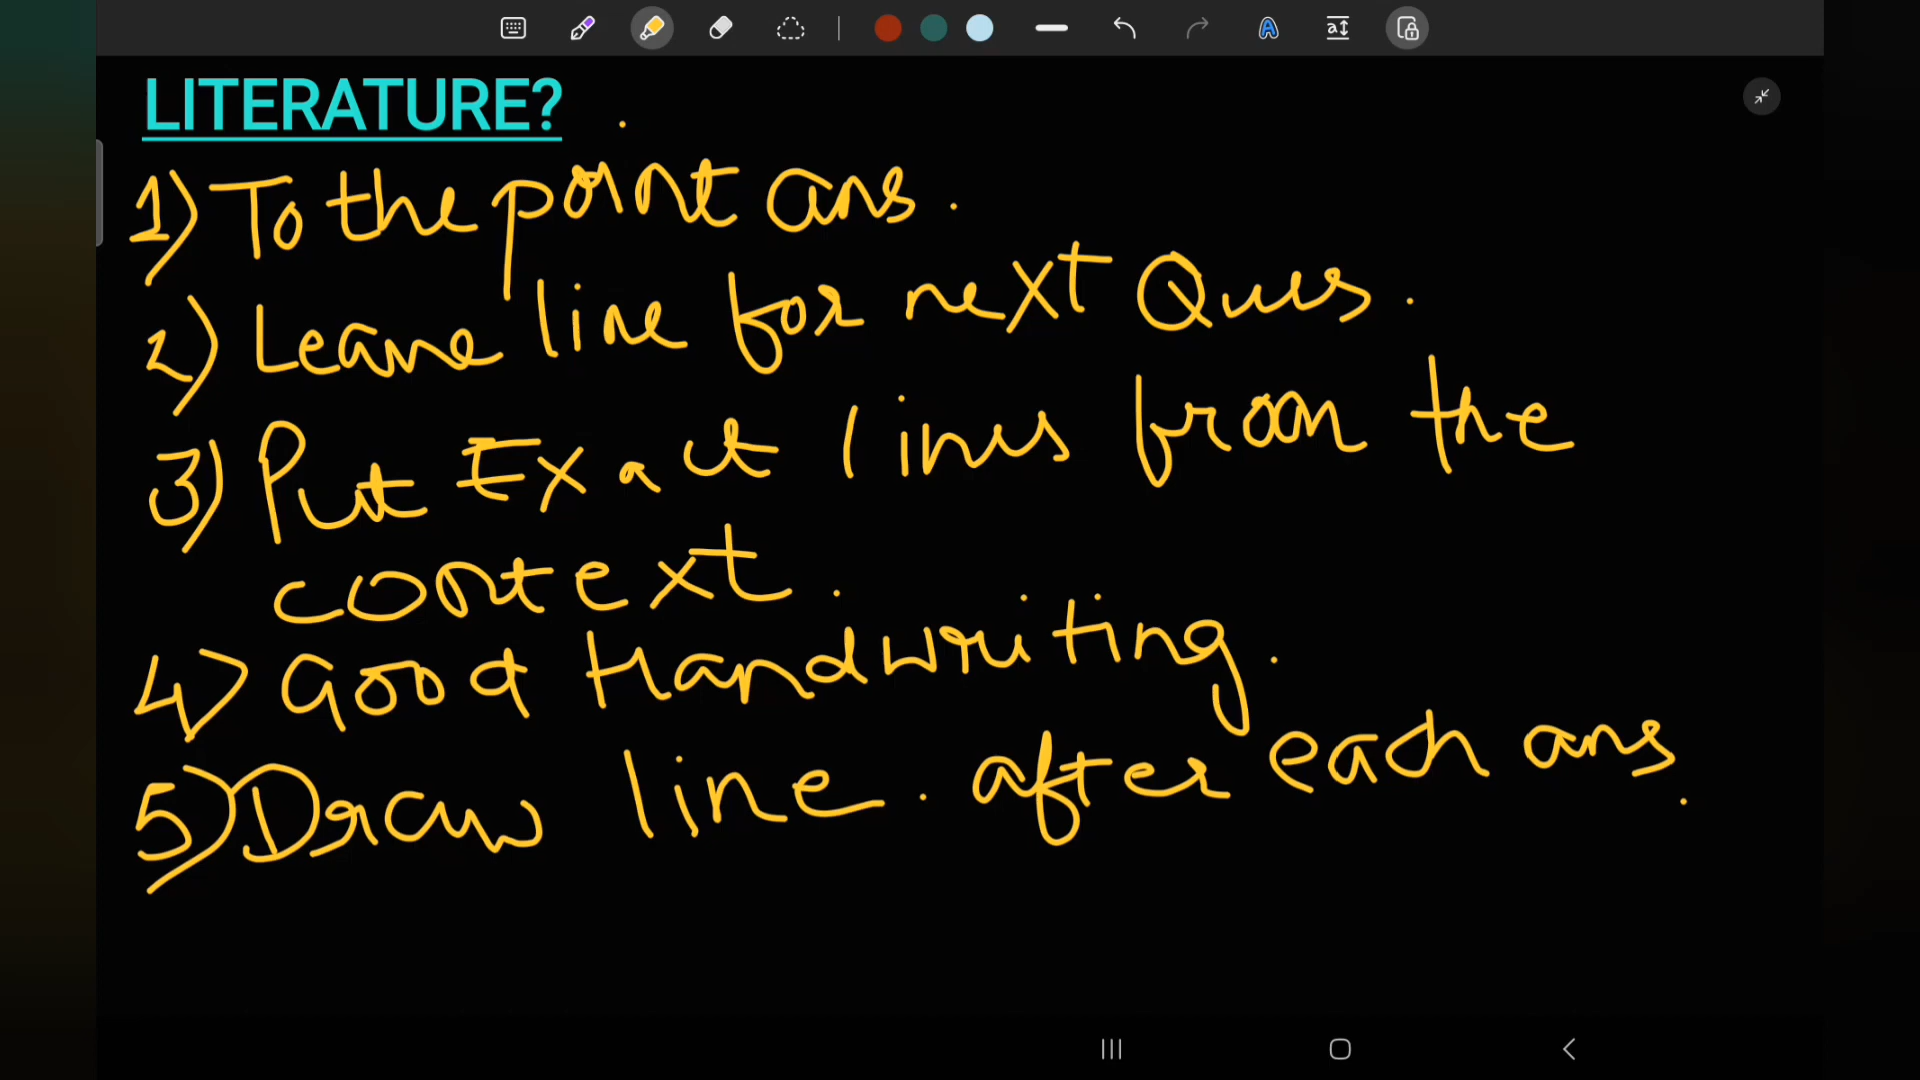 LITERATURE?
1) To the point ans.
2) Leave line for next Ques.
3) Put Exact lines from the
context.
4) Good Handwriting.
5) Draw line. after each ans.